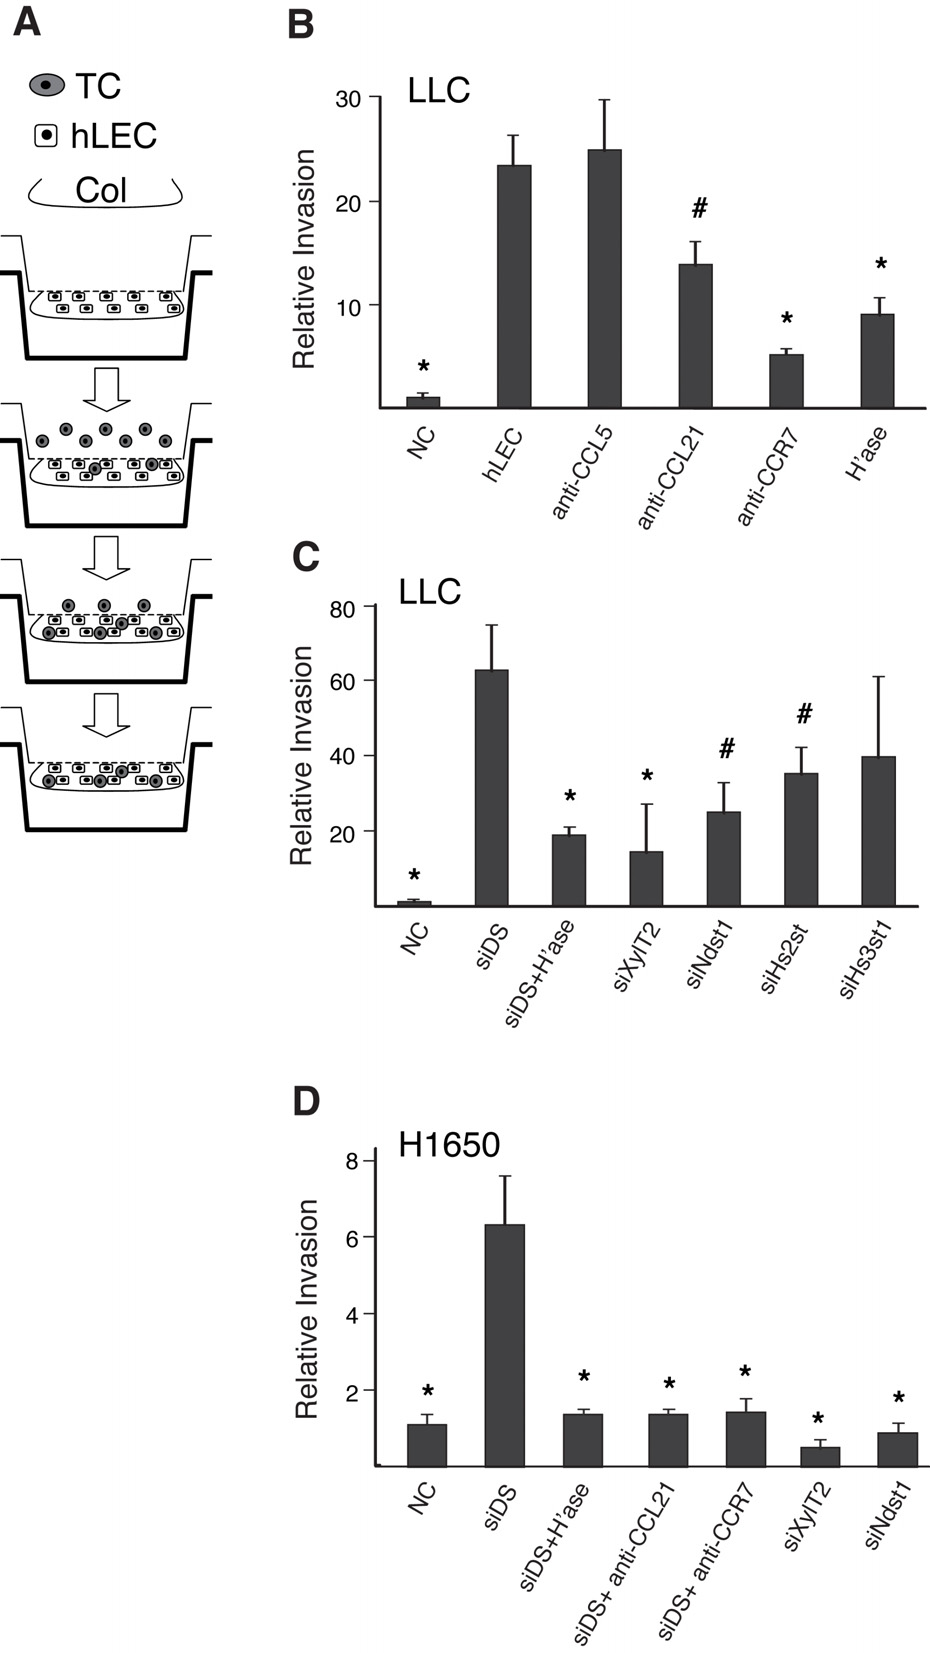 A
TC
hLEC
Col
B
LLC
Relative Invasion
30
20
10
*
#
*
*
NC
hLEC
anti-CCL5
anti-CCL21
anti-CCR7
H'ase
C
LLC
Relative Invasion
80
60
40
20
*
*
*
#
#
NC
siDS
siDS+H'ase
siXylT2
siNdst1
siHs2st
siHs3st1
D
H1650
Relative Invasion
8
6
4
2
*
*
*
*
*
*
NC
siDS
siDS+H'ase
siDS+ anti-CCL21
siDS+ anti-CCR7
siXylT2
siNdst1